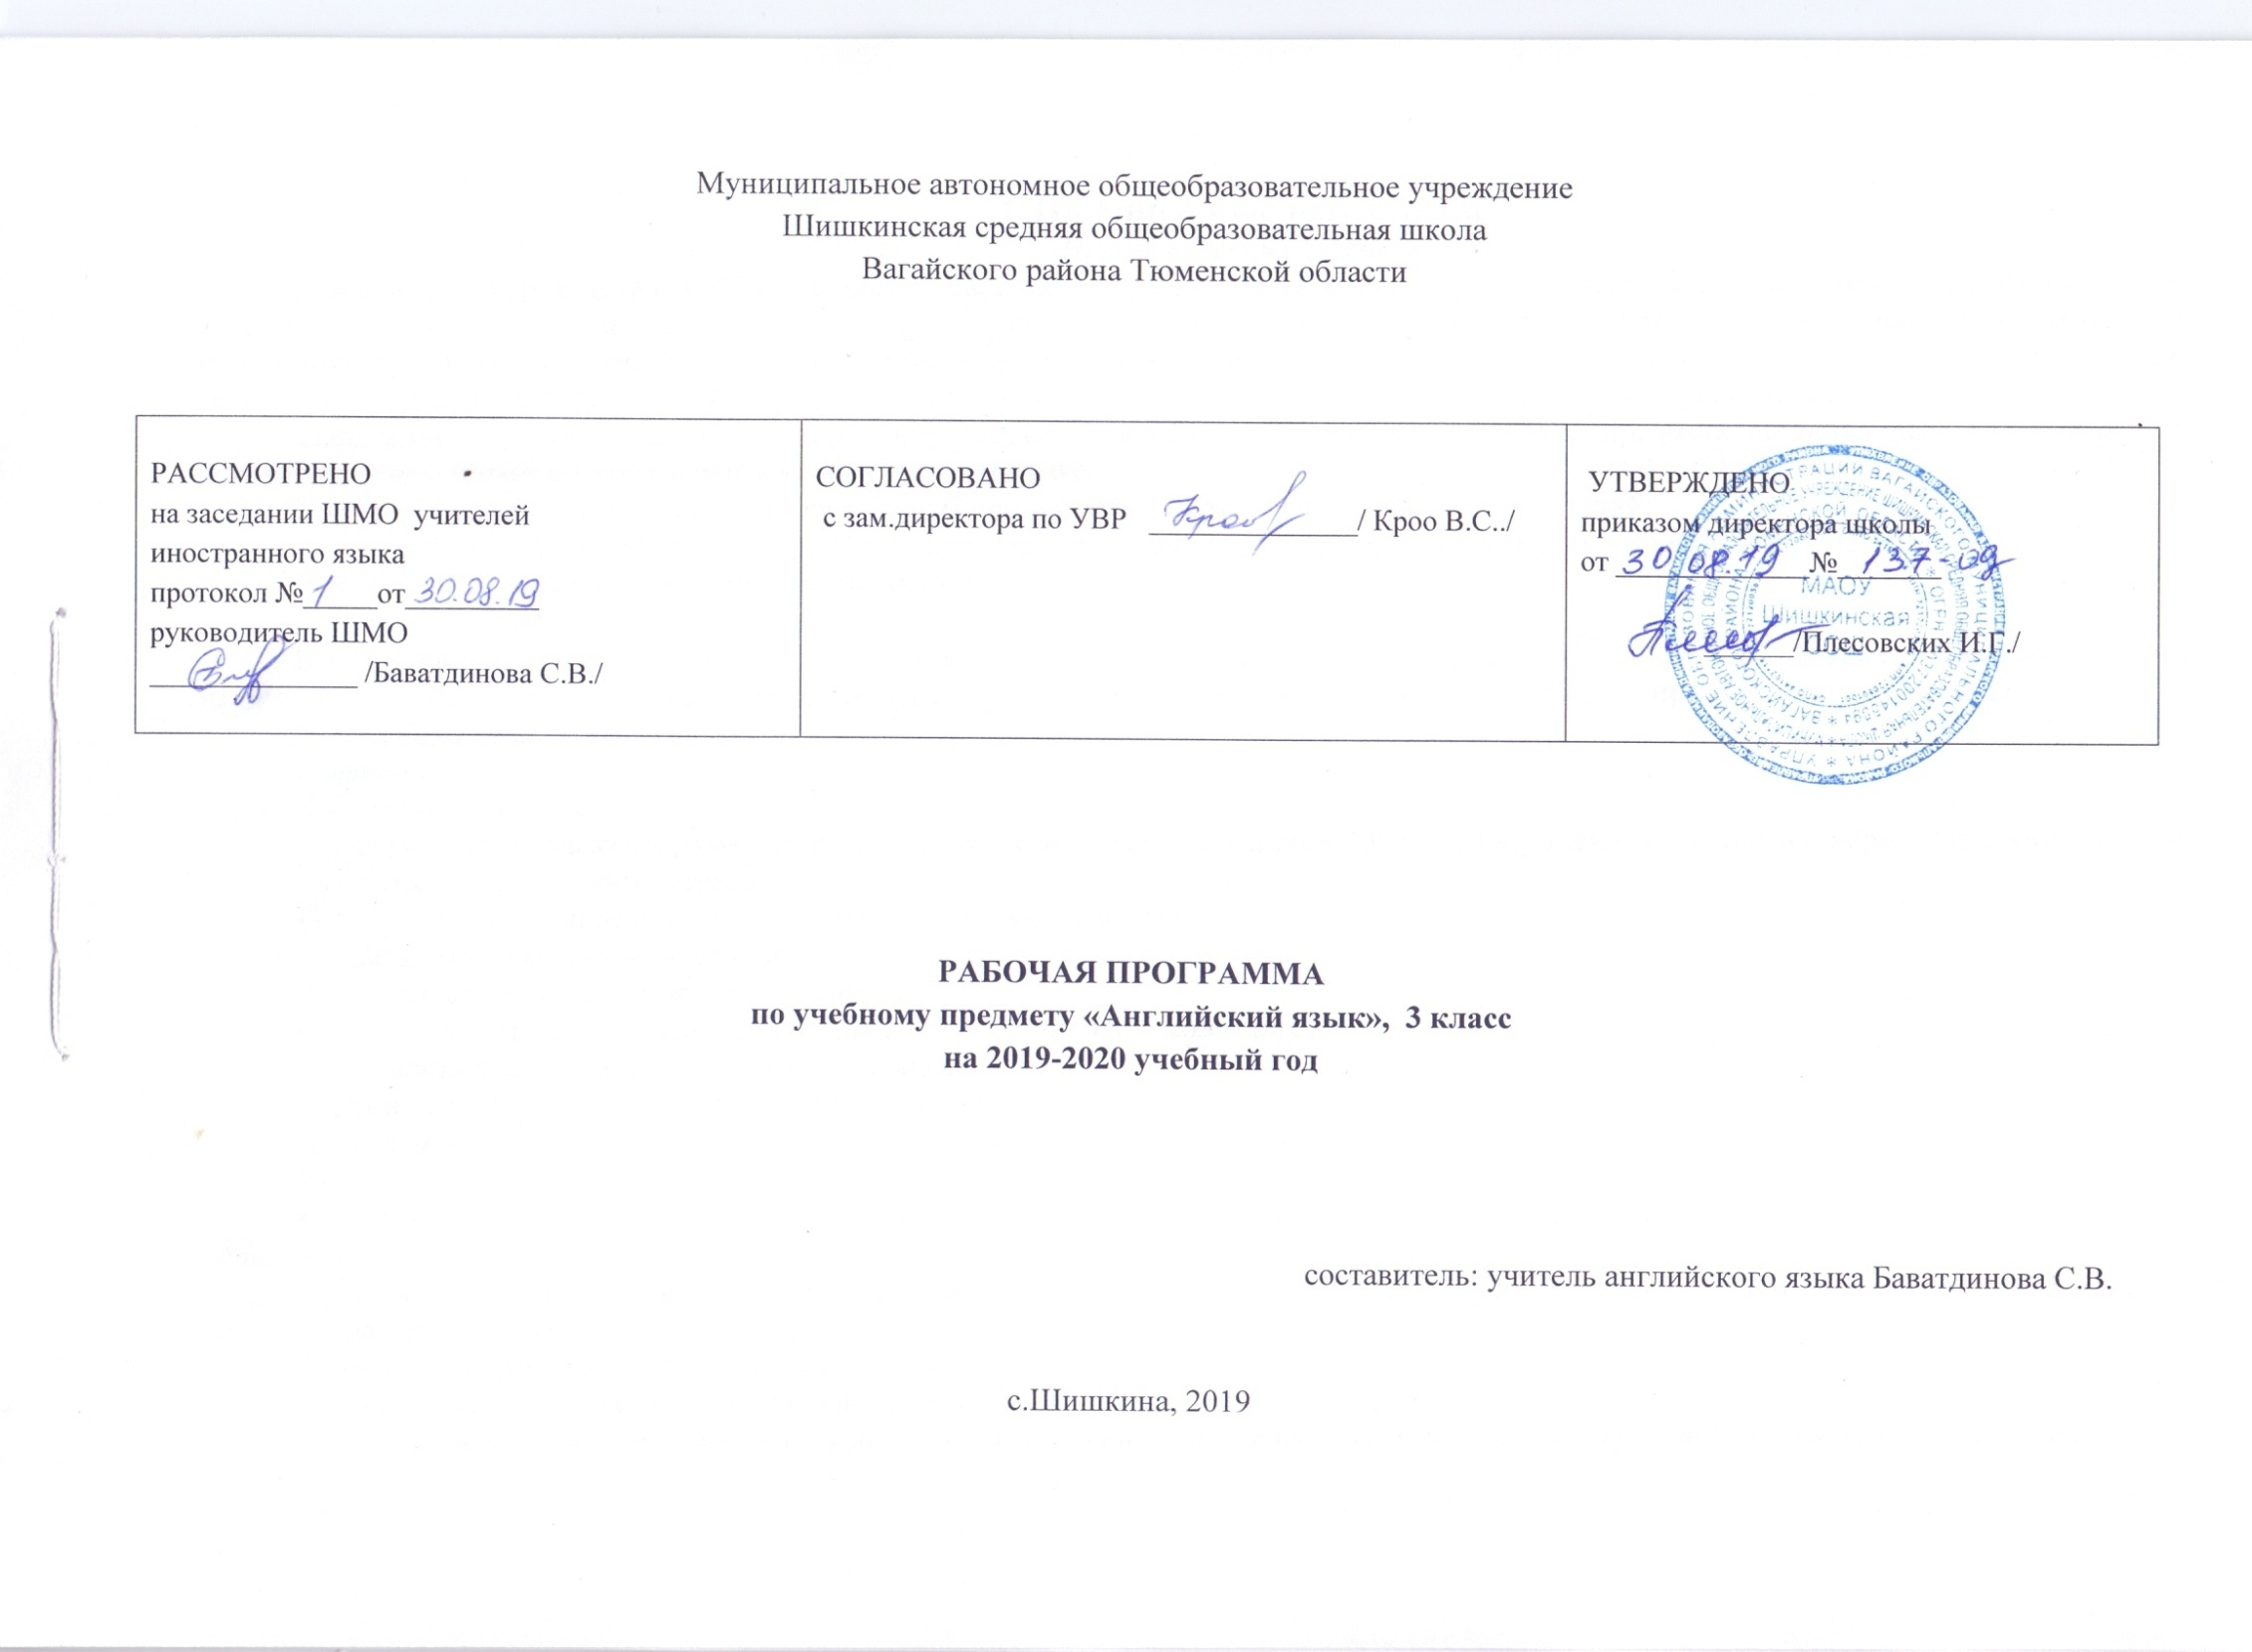 Муниципальное автономное общеобразовательное учреждение
Шишкинская средняя общеобразовательная школа
Вагайского района Тюменской области
РАССМОТРЕНО
на заседании ШМО учителей
иностранного языка
протокол № 1 от 30.08.19
руководитель ШМО
/Баватдинова С.В./
СОГЛАСОВАНО
с зам.директора по УВР / Кроо В.С../
УТВЕРЖДЕНО
приказом директора школы
от 30.08.19 № 137-од
/Плесовских И.Г./
МАОУ
Шишкинская
СОШ
РАБОЧАЯ ПРОГРАММА
по учебному предмету «Английский язык», 3 класс
на 2019-2020 учебный год
составитель: учитель английского языка Баватдинова С.В.
с.Шишкина, 2019